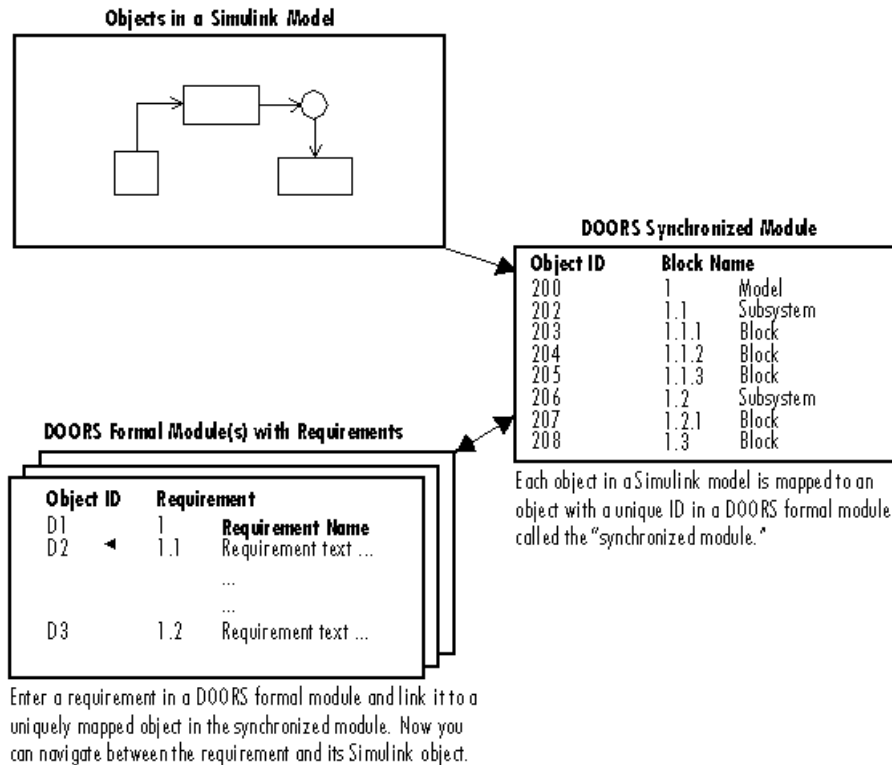 Objects in a Simulink Model
DOORS Synchronized Module
Object ID Block Name
200 1 Model
202 1.1 Subsystem
203 1.1.1 Block
204 1.1.2 Block
205 1.1.3 Block
206 1.2 Subsystem
207 1.2.1 Block
208 1.3 Block
Each object in a Simulink model is mapped to an
object with a unique ID in a DOORS formal module
called the "synchronized module."
DOORS Formal Module(s) with Requirements
Object ID Requirement
D1 1 Requirement Name
D2 1.1 Requirement text ...
...
...
D3 1.2 Requirement text ...
Enter a requirement in a DOORS formal module and link it to a
uniquely mapped object in the synchronized module. Now you
can navigate between the requirement and its Simulink object.